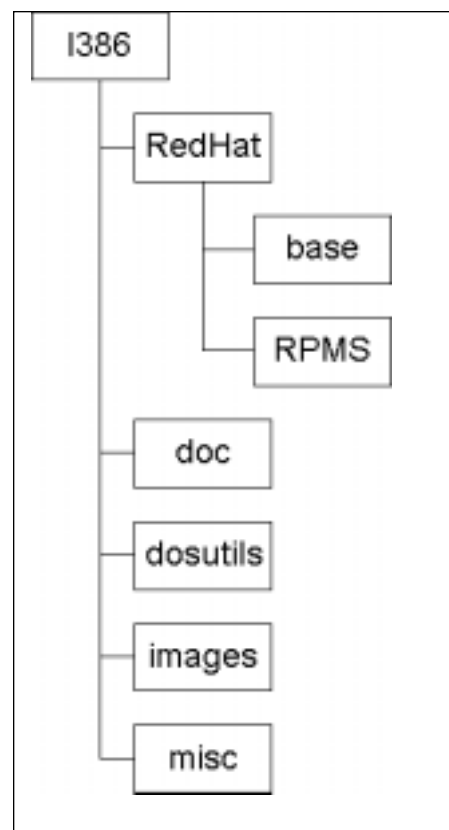 I386
RedHat
base
RPMS
doc
dosutils
images
misc